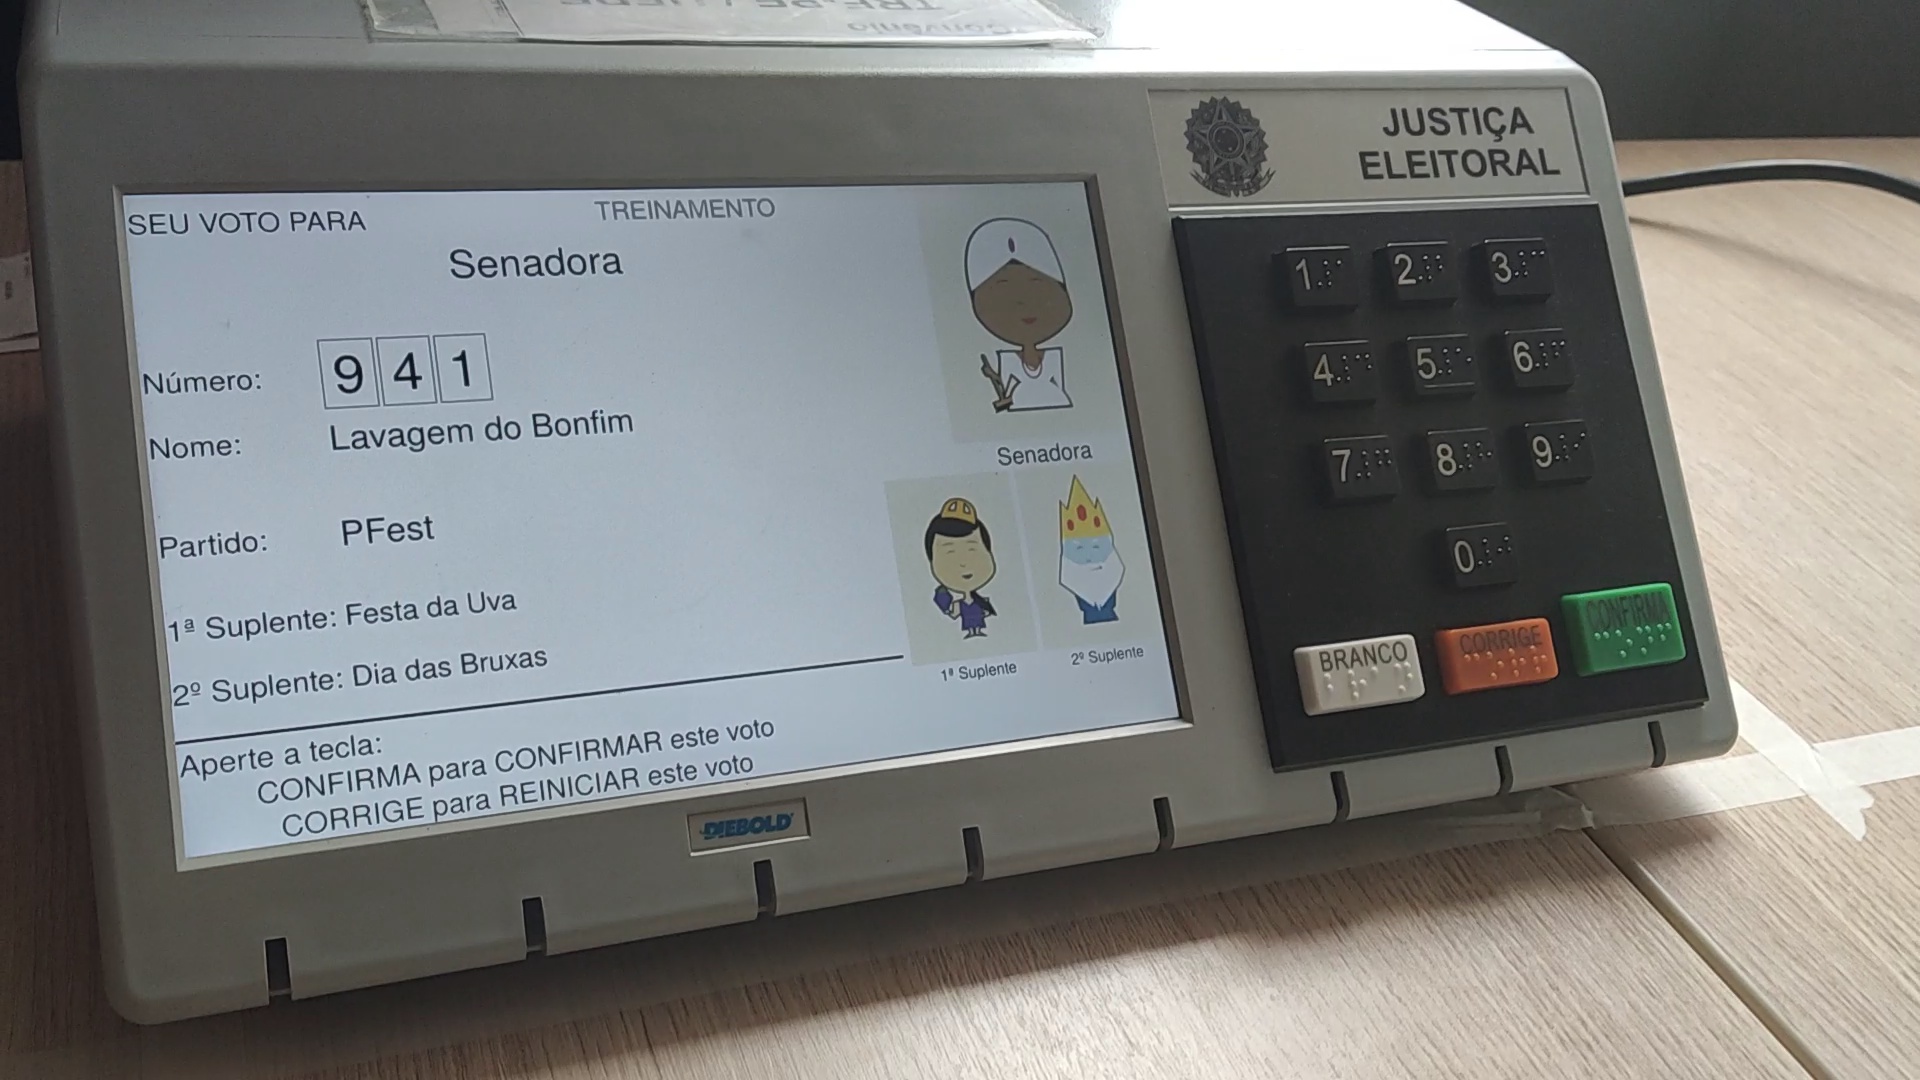 JUSTIÇA
ELEITORAL
SEU VOTO PARA
TREINAMENTO
Senadora
Número: 9 4 1
Nome: Lavagem do Bonfim
Partido: PFest
1ª Suplente: Festa da Uva
2º Suplente: Dia das Bruxas
Senadora
1ª Suplente
2º Suplente
Aperte a tecla:
CONFIRMA para CONFIRMAR este voto
CORRIGE para REINICIAR este voto
DIEBOLD
1 2 3
4 5 6
7 8 9
0
BRANCO CORRIGE CONFIRMA